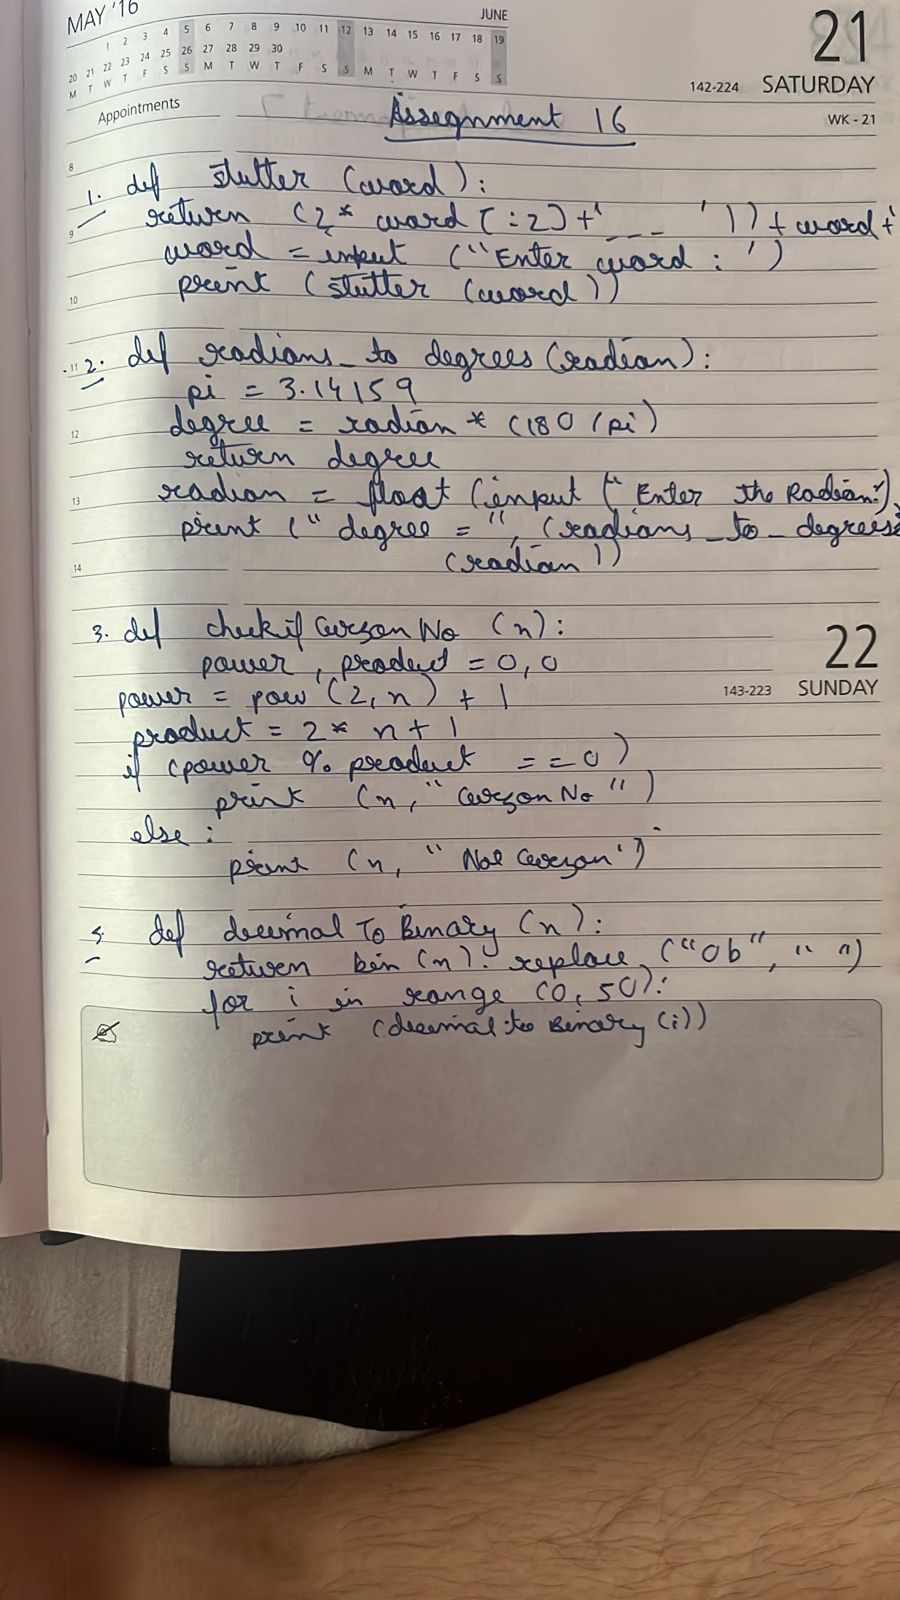 MAY '16
JUNE
1 2 3 4 5 6 7 8 9 10 11 12 13 14 15 16 17 18 19
20 21 22 23 24 25 26 27 28 29 30
M T W T F S S M T W T F S S M T W T F S S
21
142-224 SATURDAY
Appointments
WK - 21
Assegnment 16
8
1. def stutter (word):
9
return (2* word [:2] + ' _ _ _ ')) + word + '
word = input ("Enter word : ')
10
print (stutter (word))
11
2. def radians_to degrees (radian):
pi = 3.14159
12
degree = radian * (180 / pi)
return degree
13
radian = float (input ("Enter the Radian:')
print (" degree = ", (radians_to_degrees
14
(radian))
3. def checkif CurzonNo (n):
22
power, product = 0,0
143-223 SUNDAY
power = pow (2, n) + 1
product = 2* n + 1
if (power % product == 0)
print (n, " CurzonNo ")
else :
print (n, " Not Curzon')
def decimal To Binary (n):
return bin (n). replace ("0b", " ")
for i in range (0, 50):
print (decimal to Binary (i))